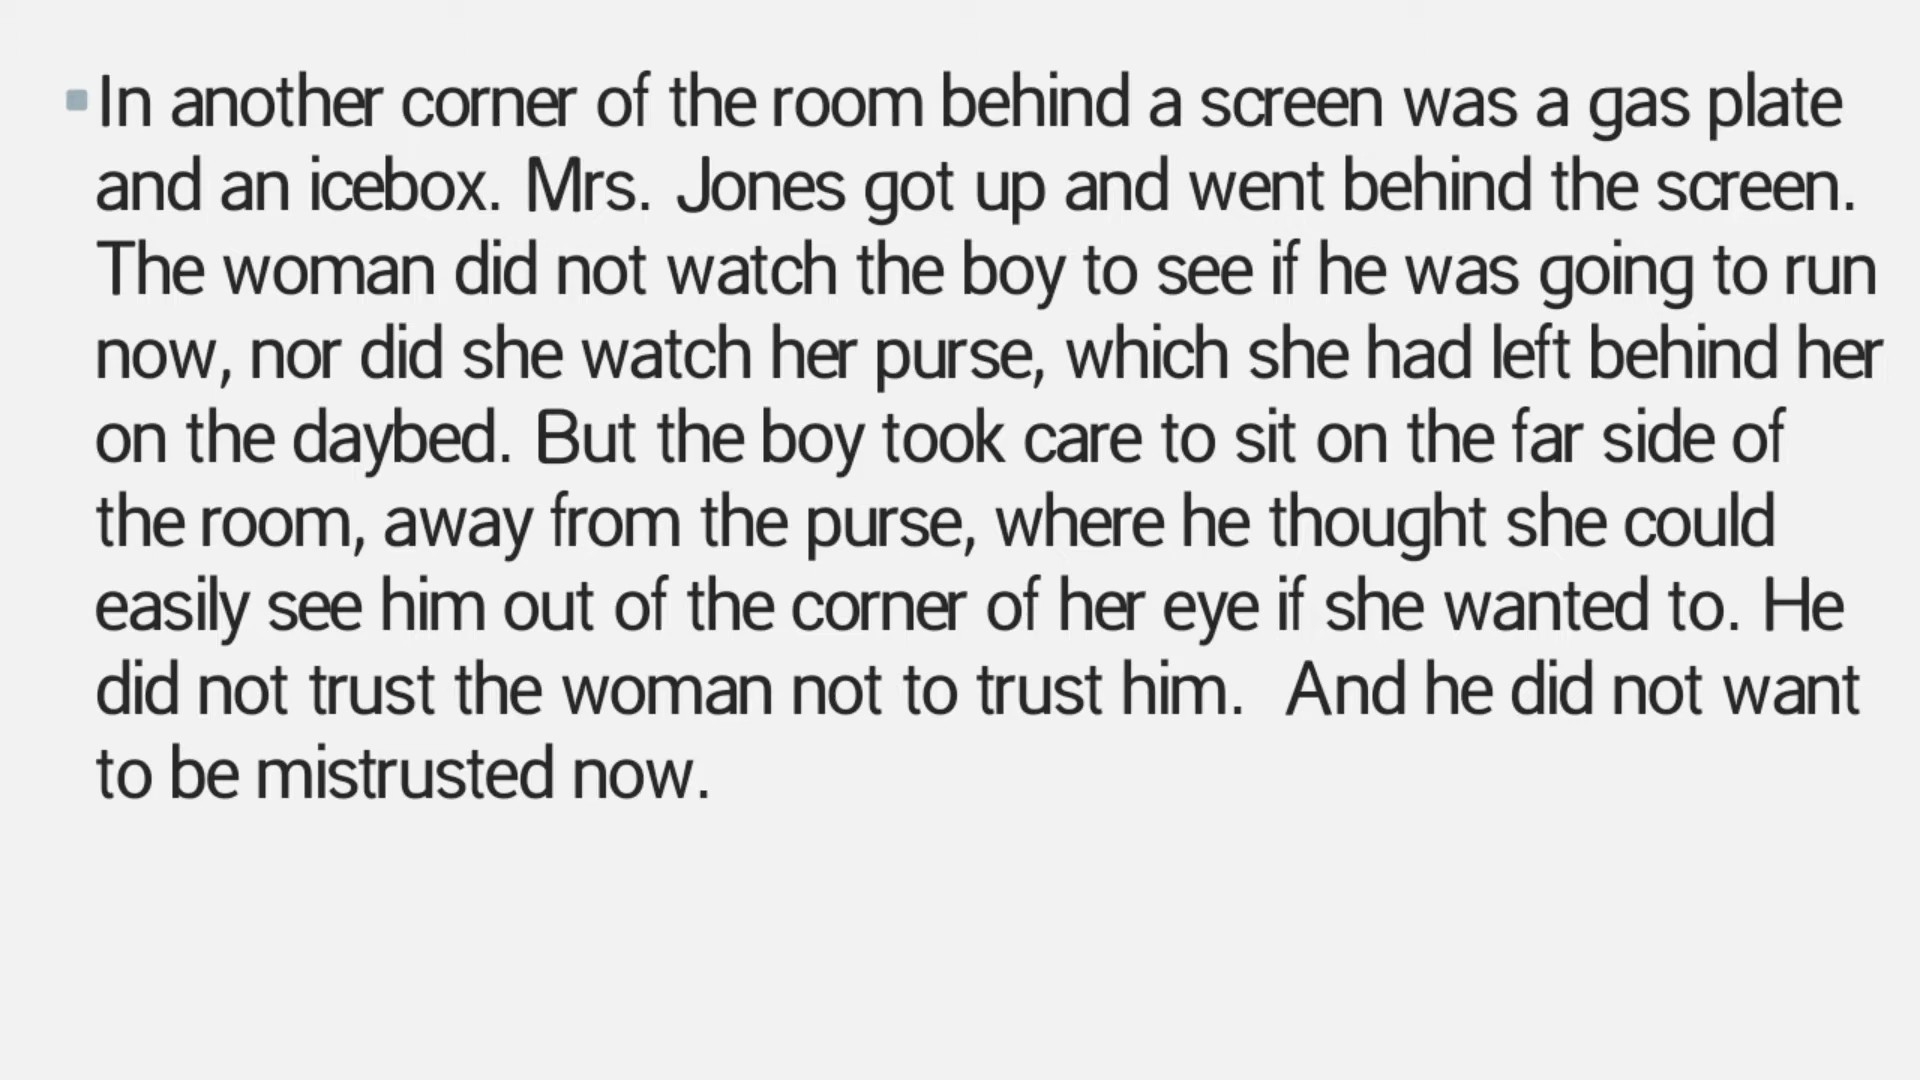 In another corner of the room behind a screen was a gas plate
and an icebox. Mrs. Jones got up and went behind the screen.
The woman did not watch the boy to see if he was going to run
now, nor did she watch her purse, which she had left behind her
on the daybed. But the boy took care to sit on the far side of
the room, away from the purse, where he thought she could
easily see him out of the corner of her eye if she wanted to. He
did not trust the woman not to trust him. And he did not want
to be mistrusted now.